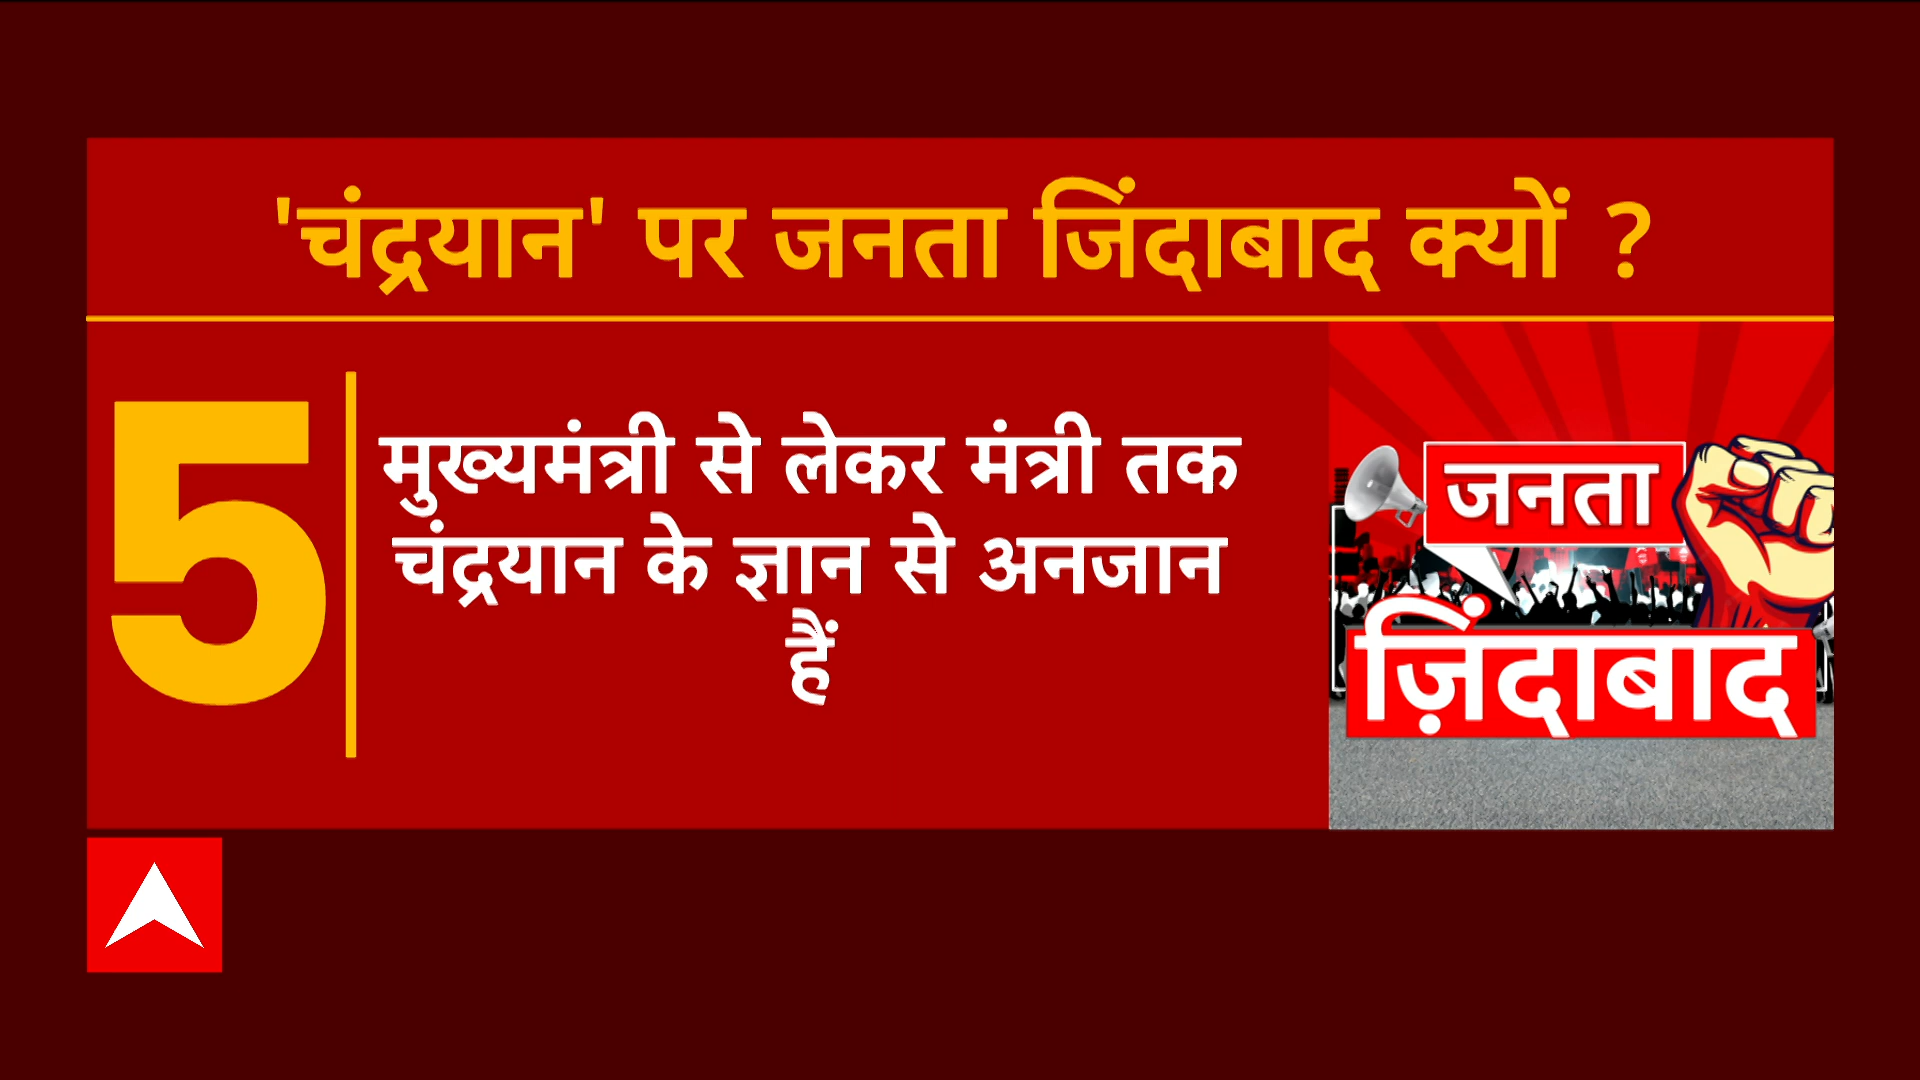 'चंद्रयान' पर जनता जिंदाबाद क्यों ?
5
मुख्यमंत्री से लेकर मंत्री तक
चंद्रयान के ज्ञान से अनजान
हैं
जनता
ज़िंदाबाद